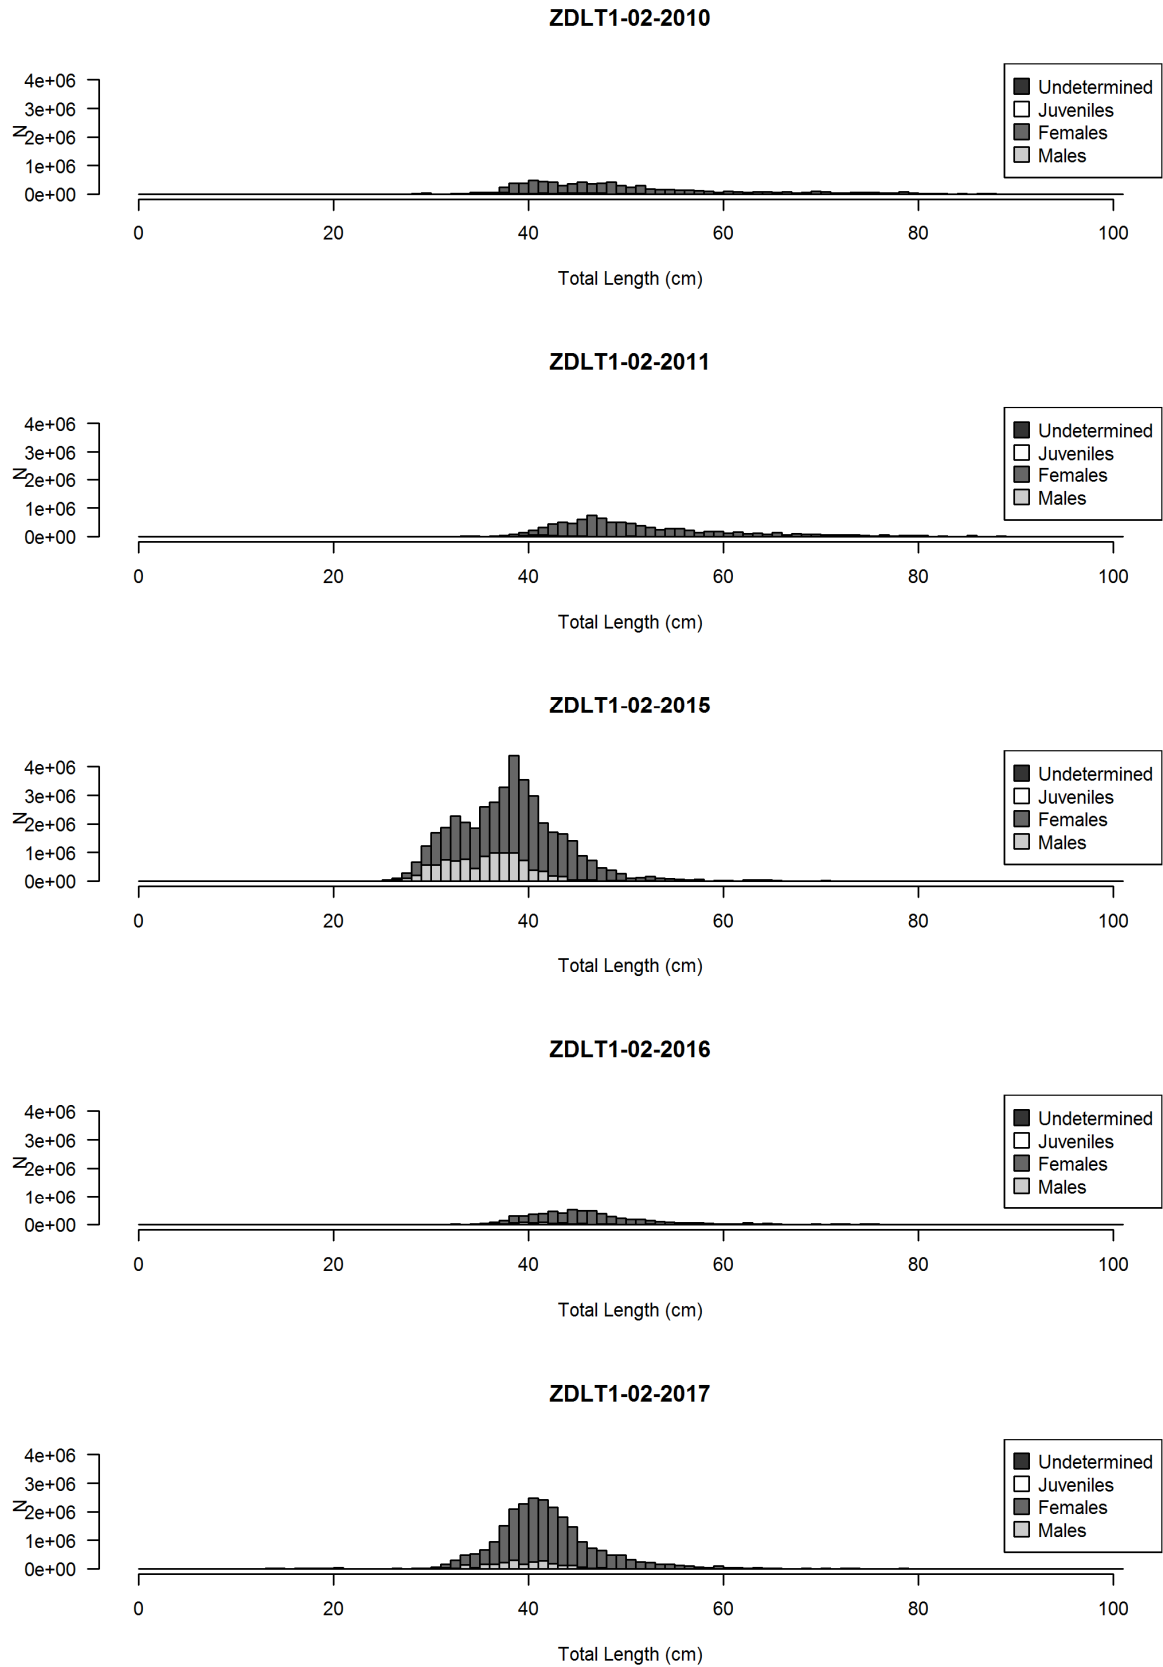 ZDLT1-02-2010
4e+06
3e+06
2e+06
1e+06
0e+00
N
Undetermined
Juveniles
Females
Males
0 20 40 60 80 100
Total Length (cm)
ZDLT1-02-2011
4e+06
3e+06
2e+06
1e+06
0e+00
N
Undetermined
Juveniles
Females
Males
0 20 40 60 80 100
Total Length (cm)
ZDLT1-02-2015
4e+06
3e+06
2e+06
1e+06
0e+00
N
Undetermined
Juveniles
Females
Males
0 20 40 60 80 100
Total Length (cm)
ZDLT1-02-2016
4e+06
3e+06
2e+06
1e+06
0e+00
N
Undetermined
Juveniles
Females
Males
0 20 40 60 80 100
Total Length (cm)
ZDLT1-02-2017
4e+06
3e+06
2e+06
1e+06
0e+00
N
Undetermined
Juveniles
Females
Males
0 20 40 60 80 100
Total Length (cm)